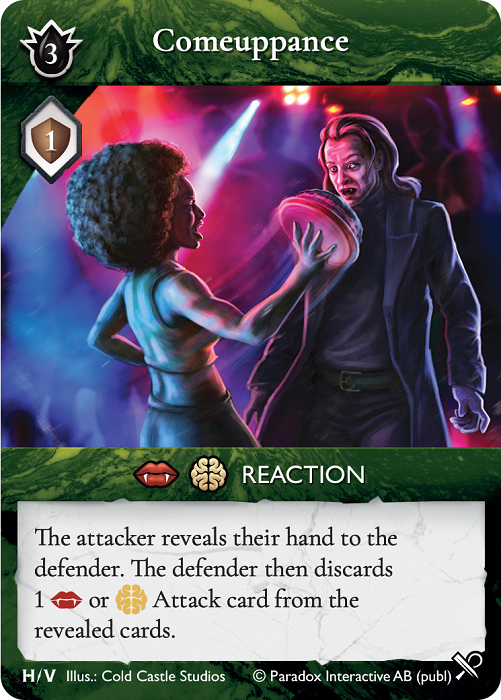 3
Comeuppance
1
REACTION
The attacker reveals their hand to the
defender. The defender then discards
1 or Attack card from the
revealed cards.
H/V Illus.: Cold Castle Studios © Paradox Interactive AB (publ)